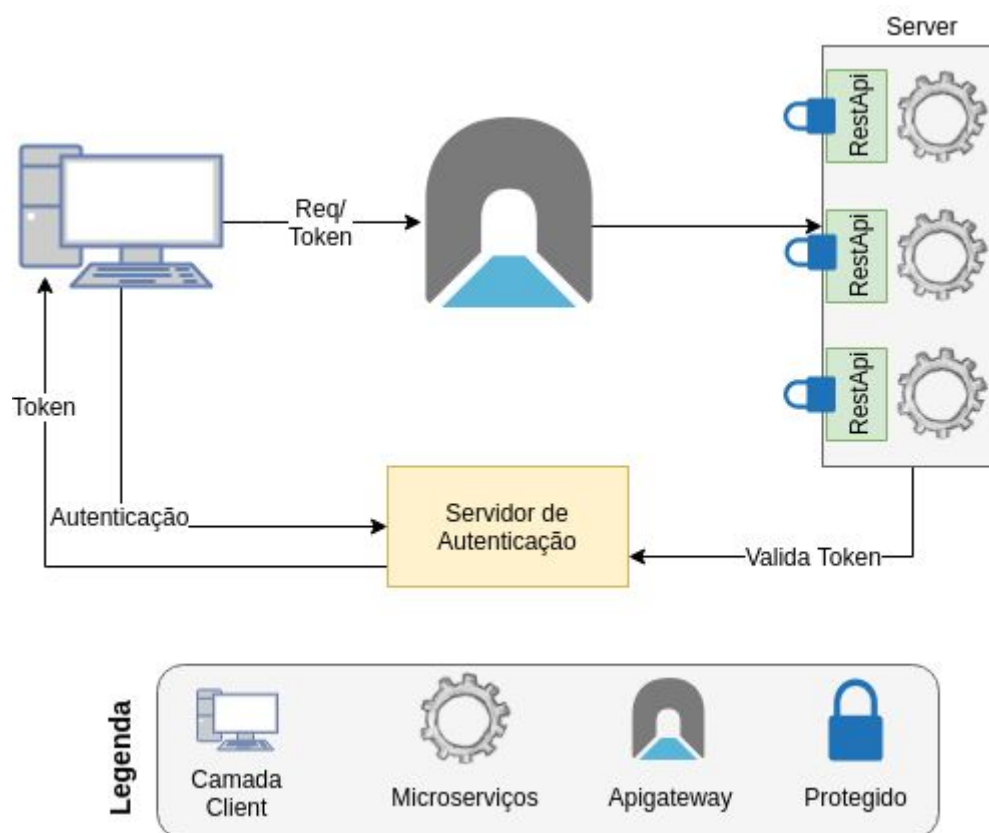 Server
RestApi
Req/
Token
RestApi
RestApi
Token
Autenticação
Servidor de
Autenticação
Valida Token
Legenda
Camada
Client
Microserviços
Apigateway
Protegido